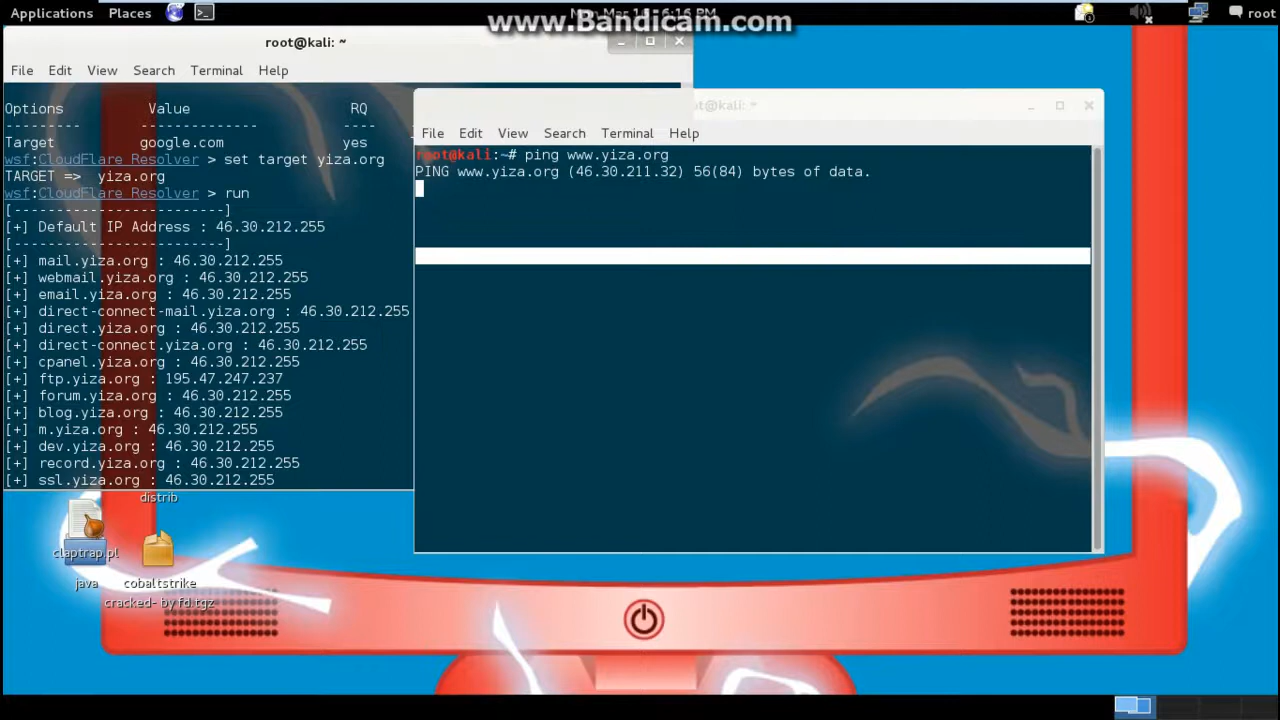 Applications Places
Mon Mar 16 6:16 PM
www.Bandicam.com
1
root
root@kali: ~
File Edit View Search Terminal Help
Options Value RQ
--------- -------------- ----
Target google.com yes
wsf:CloudFlare Resolver > set target yiza.org
TARGET => yiza.org
wsf:CloudFlare Resolver > run
[-------------------------]
[+] Default IP Address : 46.30.212.255
[-------------------------]
[+] mail.yiza.org : 46.30.212.255
[+] webmail.yiza.org : 46.30.212.255
[+] email.yiza.org : 46.30.212.255
[+] direct-connect-mail.yiza.org : 46.30.212.255
[+] direct.yiza.org : 46.30.212.255
[+] direct-connect.yiza.org : 46.30.212.255
[+] cpanel.yiza.org : 46.30.212.255
[+] ftp.yiza.org : 195.47.247.237
[+] forum.yiza.org : 46.30.212.255
[+] blog.yiza.org : 46.30.212.255
[+] m.yiza.org : 46.30.212.255
[+] dev.yiza.org : 46.30.212.255
[+] record.yiza.org : 46.30.212.255
[+] ssl.yiza.org : 46.30.212.255
root@kali: ~
File Edit View Search Terminal Help
root@kali:~# ping www.yiza.org
PING www.yiza.org (46.30.211.32) 56(84) bytes of data.
distrib
claptrap.pl
java
cobaltstrike
cracked- by fd.tgz